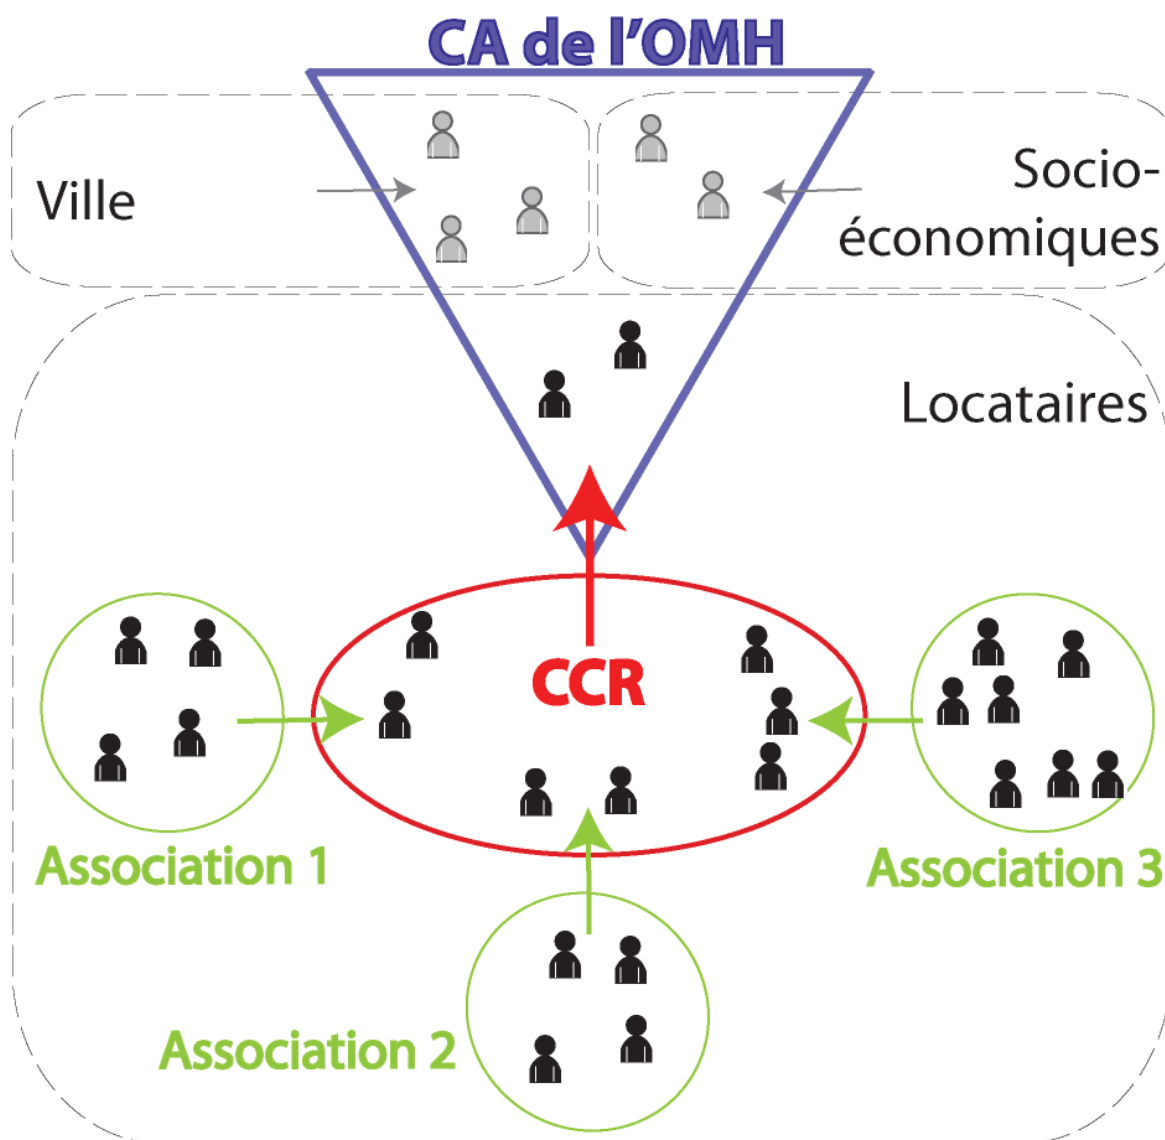 CA de l'OMH
Ville
Socio-
économiques
Locataires
CCR
Association 1
Association 3
Association 2